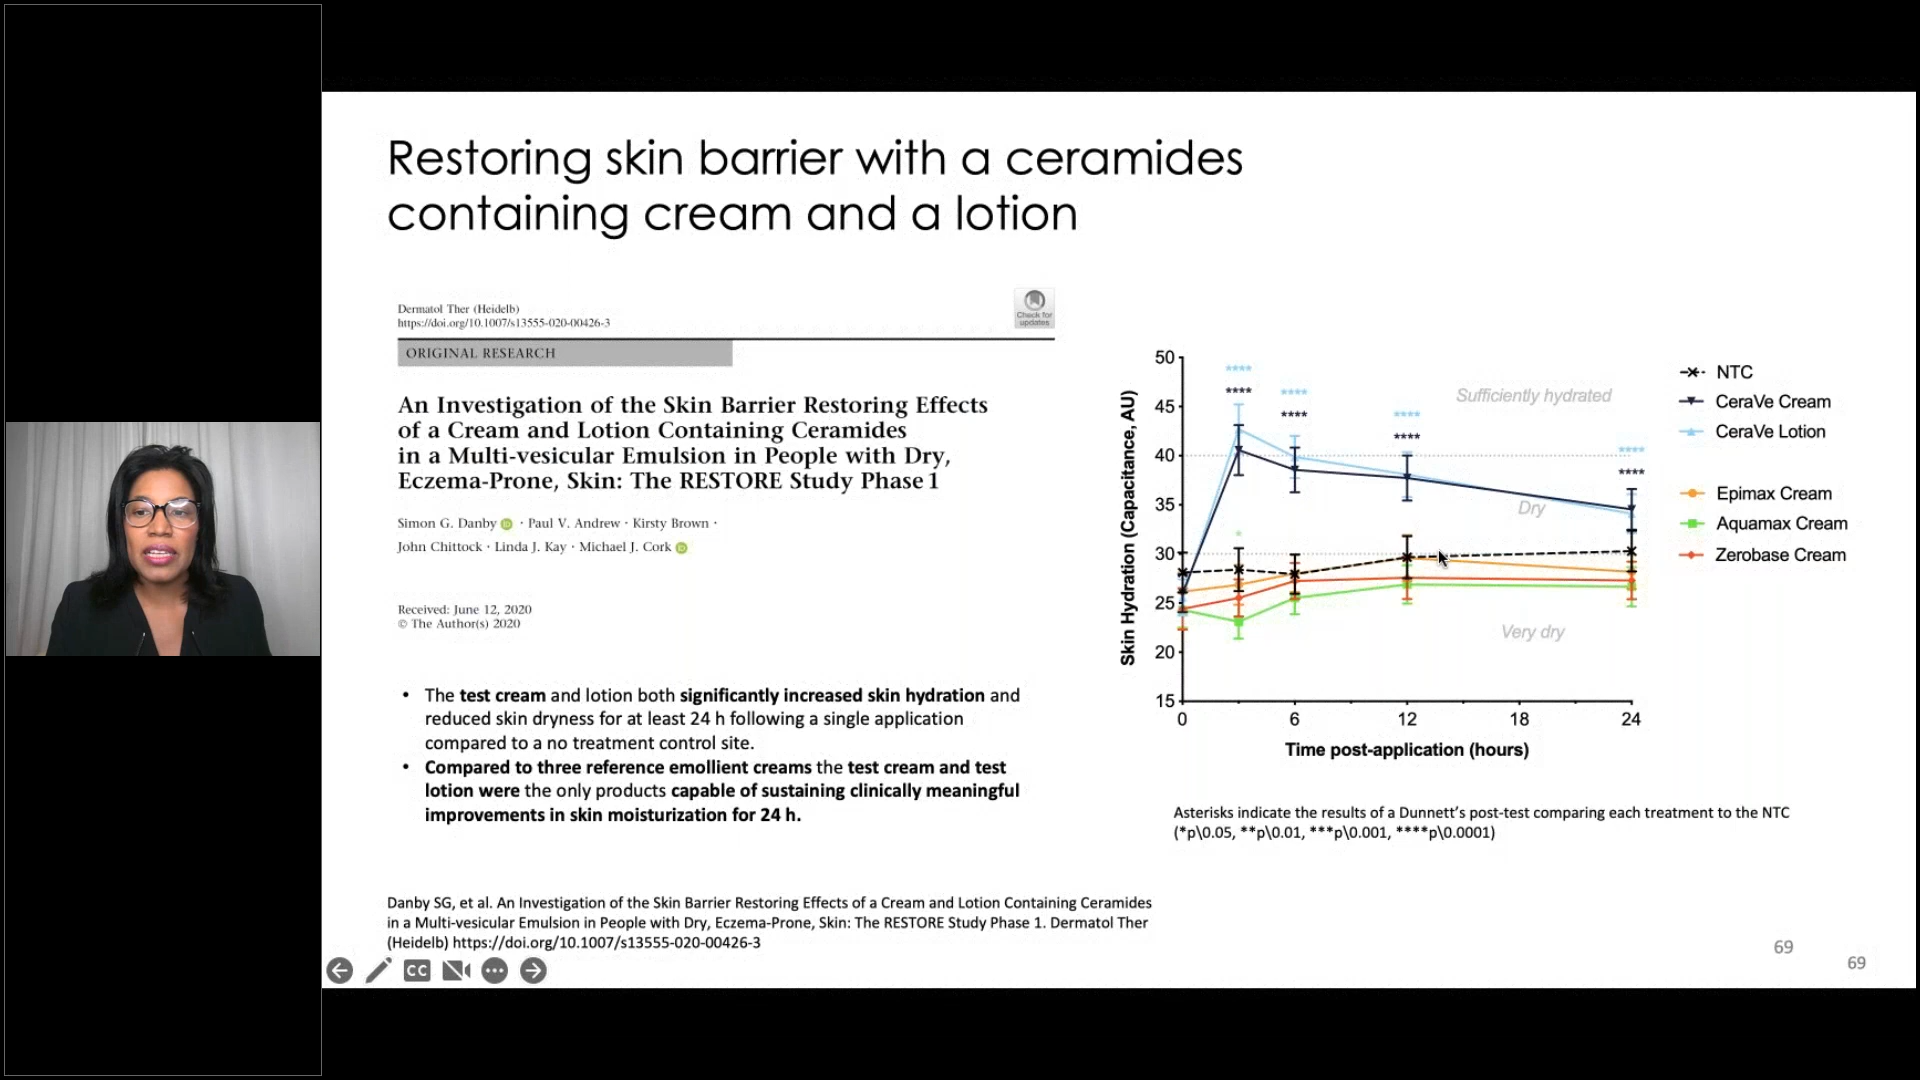 Restoring skin barrier with a ceramides
containing cream and a lotion
Dermatol Ther (Heidelb)
https://doi.org/10.1007/s13555-020-00426-3
Check for
updates
ORIGINAL RESEARCH
An Investigation of the Skin Barrier Restoring Effects
of a Cream and Lotion Containing Ceramides
in a Multi-vesicular Emulsion in People with Dry,
Eczema-Prone, Skin: The RESTORE Study Phase 1
Simon G. Danby iD · Paul V. Andrew · Kirsty Brown ·
John Chittock · Linda J. Kay · Michael J. Cork iD
Received: June 12, 2020
© The Author(s) 2020
• The test cream and lotion both significantly increased skin hydration and
reduced skin dryness for at least 24 h following a single application
compared to a no treatment control site.
• Compared to three reference emollient creams the test cream and test
lotion were the only products capable of sustaining clinically meaningful
improvements in skin moisturization for 24 h.
Skin Hydration (Capacitance, AU)
50
45
40
35
30
25
20
15
0 6 12 18 24
Time post-application (hours)
**** **** **** ****
**** **** **** ****
*
Sufficiently hydrated
Dry
Very dry
NTC
CeraVe Cream
CeraVe Lotion
Epimax Cream
Aquamax Cream
Zerobase Cream
Asterisks indicate the results of a Dunnett's post-test comparing each treatment to the NTC
(*p\0.05, **p\0.01, ***p\0.001, ****p\0.0001)
Danby SG, et al. An Investigation of the Skin Barrier Restoring Effects of a Cream and Lotion Containing Ceramides
in a Multi-vesicular Emulsion in People with Dry, Eczema-Prone, Skin: The RESTORE Study Phase 1. Dermatol Ther
(Heidelb) https://doi.org/10.1007/s13555-020-00426-3
69
69
CC